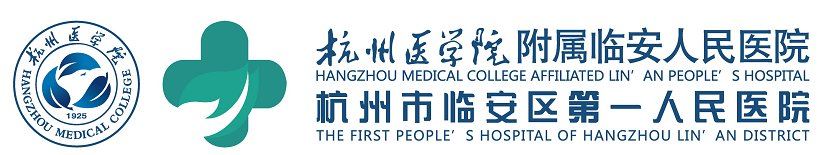 杭州医学院
HANGZHOU MEDICAL COLLEGE
1925
杭州医学院附属临安人民医院
HANGZHOU MEDICAL COLLEGE AFFILIATED LIN'AN PEOPLE'S HOSPITAL
杭州市临安区第一人民医院
THE FIRST PEOPLE'S HOSPITAL OF HANGZHOU LIN'AN DISTRICT